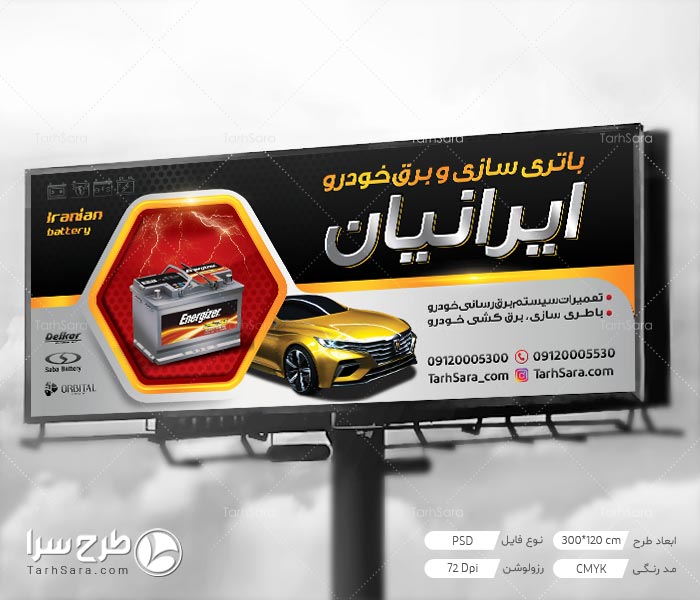 باتری سازی و برق خودرو
ایرانیان
Iranian
battery
Energizer
Energizer
تعمیرات سیستم برق رسانی خودرو
باطری سازی، برق کشی خودرو
09120005300 09120005530
TarhSara_com TarhSara.com
Delkor
Saba Battery
ORBITAL
ابعاد طرح 300*120 cm نوع فایل PSD
مد رنگی CMYK رزولوشن 72 Dpi
طرح سرا
TarhSara.com